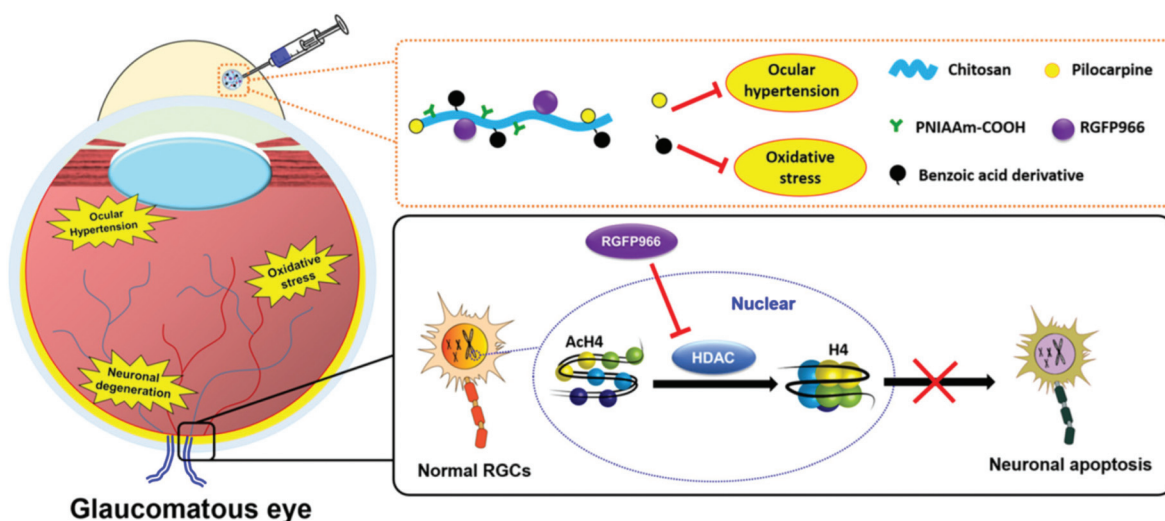 Ocular
Hypertension
Oxidative
stress
Neuronal
degeneration
Glaucomatous eye
Ocular
hypertension
Oxidative
stress
Chitosan
Pilocarpine
PNIAAm-COOH
RGFP966
Benzoic acid derivative
RGFP966
Nuclear
AcH4
HDAC
H4
Normal RGCs
Neuronal apoptosis